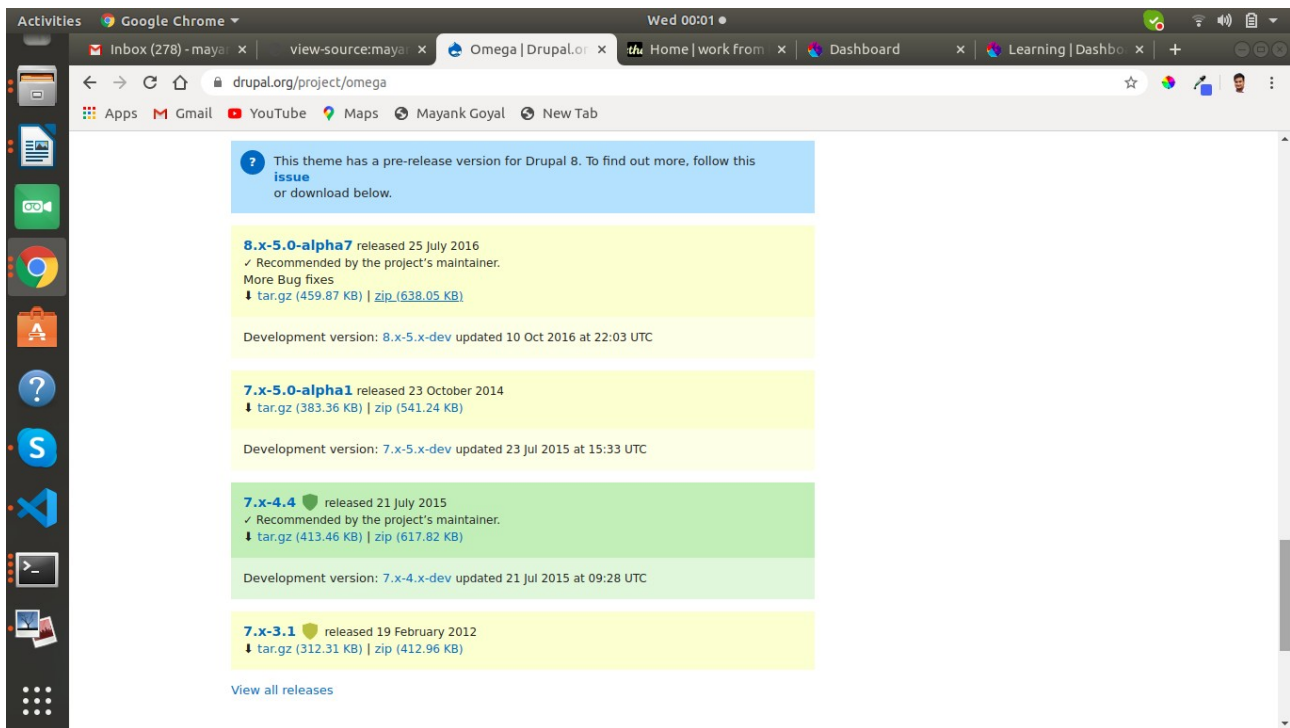 Activities Google Chrome Wed 00:01
Inbox (278) - mayar view-source:mayar Omega | Drupal.or the Home | work from Dashboard Learning | Dashbo
drupal.org/project/omega
Apps Gmail YouTube Maps Mayank Goyal New Tab
? This theme has a pre-release version for Drupal 8. To find out more, follow this
issue
or download below.
8.x-5.0-alpha7 released 25 July 2016
✓ Recommended by the project's maintainer.
More Bug fixes
⬇ tar.gz (459.87 KB) | zip (638.05 KB)
Development version: 8.x-5.x-dev updated 10 Oct 2016 at 22:03 UTC
7.x-5.0-alpha1 released 23 October 2014
⬇ tar.gz (383.36 KB) | zip (541.24 KB)
Development version: 7.x-5.x-dev updated 23 Jul 2015 at 15:33 UTC
7.x-4.4 released 21 July 2015
✓ Recommended by the project's maintainer.
⬇ tar.gz (413.46 KB) | zip (617.82 KB)
Development version: 7.x-4.x-dev updated 21 Jul 2015 at 09:28 UTC
7.x-3.1 released 19 February 2012
⬇ tar.gz (312.31 KB) | zip (412.96 KB)
View all releases